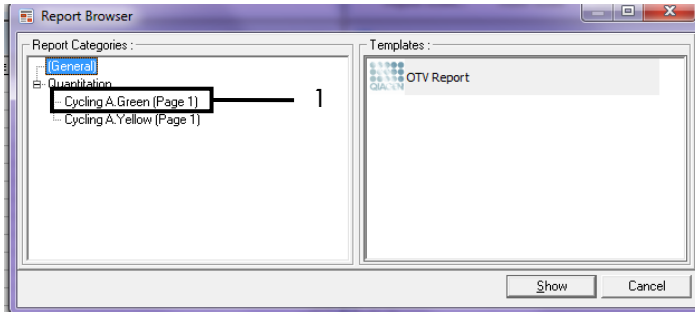 Report Browser
Report Categories :
Templates :
(General)
Quantitation
Cycling A.Green (Page 1)
Cycling A.Yellow (Page 1)
1
QIAGEN
OTV Report
Show
Cancel